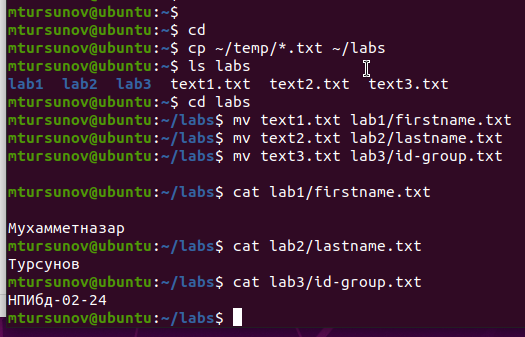 mtursunov@ubuntu:~$
mtursunov@ubuntu:~$ cd
mtursunov@ubuntu:~$ cp ~/temp/*.txt ~/labs
mtursunov@ubuntu:~$ ls labs
lab1  lab2  lab3  text1.txt  text2.txt  text3.txt
mtursunov@ubuntu:~$ cd labs
mtursunov@ubuntu:~/labs$ mv text1.txt lab1/firstname.txt
mtursunov@ubuntu:~/labs$ mv text2.txt lab2/lastname.txt
mtursunov@ubuntu:~/labs$ mv text3.txt lab3/id-group.txt
mtursunov@ubuntu:~/labs$ cat lab1/firstname.txt
Мухамметназар
mtursunov@ubuntu:~/labs$ cat lab2/lastname.txt
Турсунов
mtursunov@ubuntu:~/labs$ cat lab3/id-group.txt
НПИбд-02-24
mtursunov@ubuntu:~/labs$